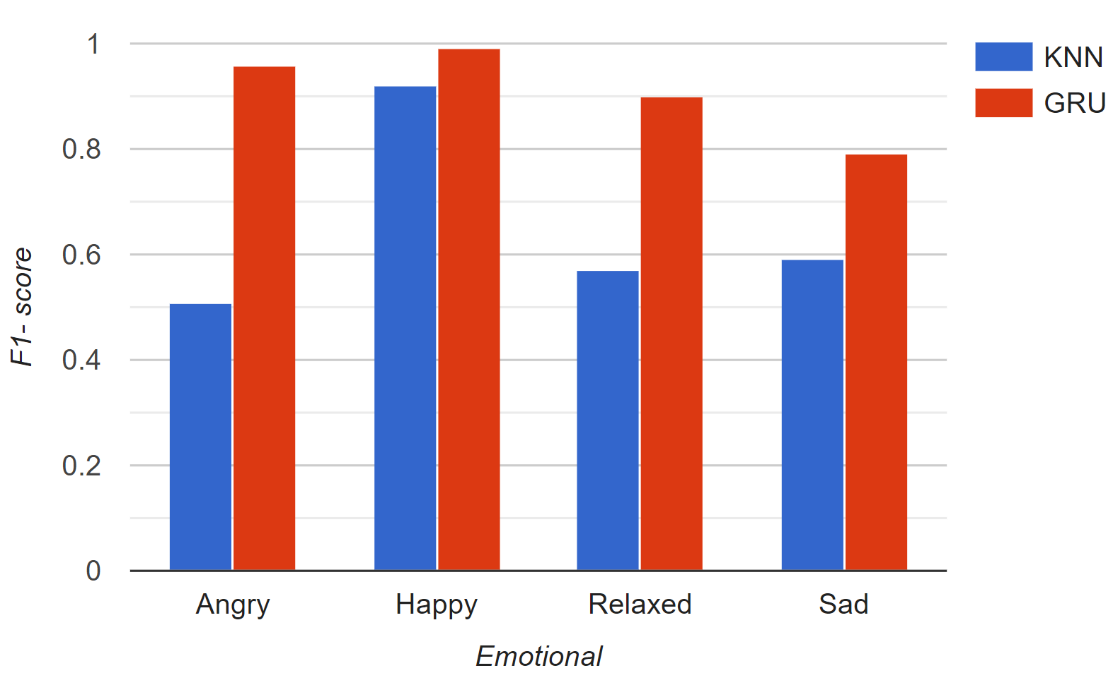 1
0.8
0.6
0.4
0.2
0
F1- score
Angry
Happy
Relaxed
Sad
Emotional
KNN
GRU